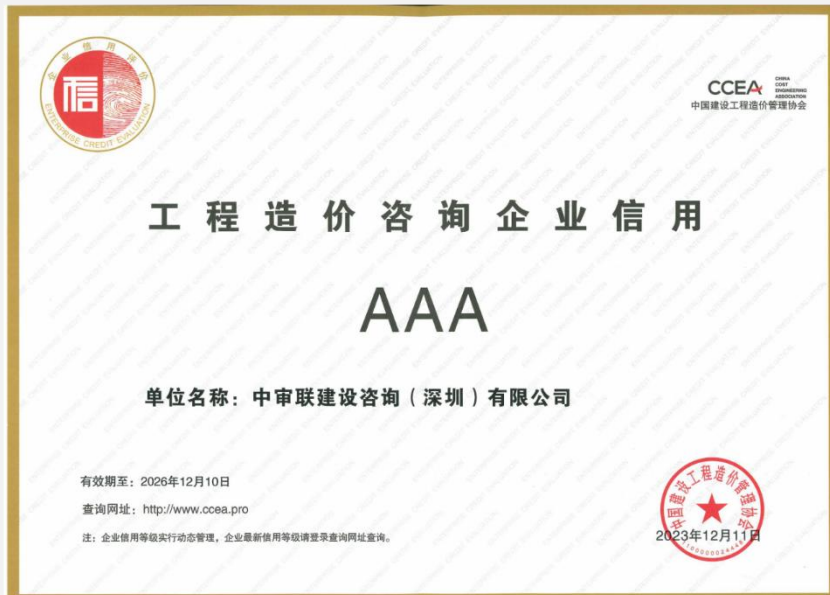 企业信用评价
信
ENTERPRISE CREDIT EVALUATION
CCEA
CHINA
COST
ENGINEERING
ASSOCIATION
中国建设工程造价管理协会
工程造价咨询企业信用
AAA
单位名称：中审联建设咨询（深圳）有限公司
有效期至：2026年12月10日
查询网址：http://www.ccea.pro
注：企业信用等级实行动态管理，企业最新信用等级请登录查询网址查询。
中国建设工程造价管理协会
2023年12月11日